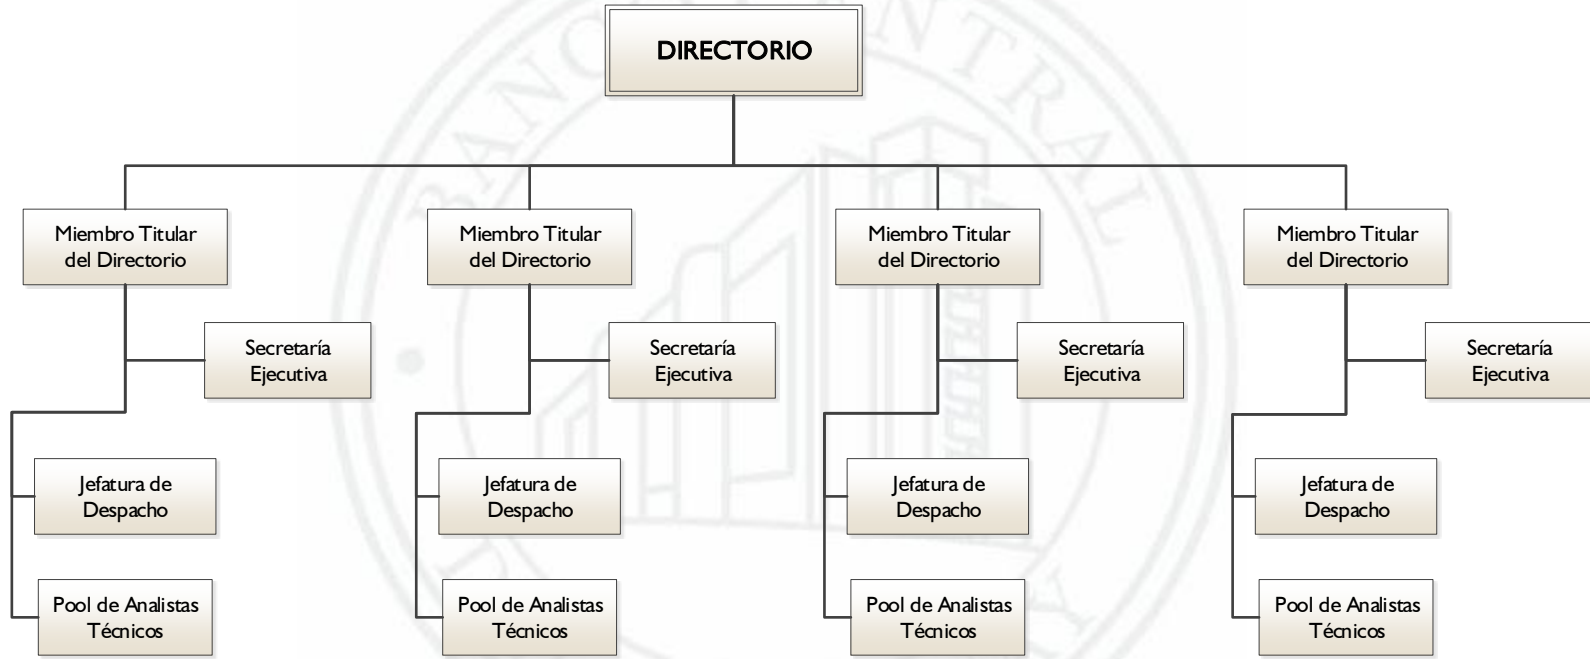 DIRECTORIO
Miembro Titular
del Directorio
Miembro Titular
del Directorio
Miembro Titular
del Directorio
Miembro Titular
del Directorio
Secretaría
Ejecutiva
Secretaría
Ejecutiva
Secretaría
Ejecutiva
Secretaría
Ejecutiva
Jefatura de
Despacho
Jefatura de
Despacho
Jefatura de
Despacho
Jefatura de
Despacho
Pool de Analistas
Técnicos
Pool de Analistas
Técnicos
Pool de Analistas
Técnicos
Pool de Analistas
Técnicos
BANCO CENTRAL